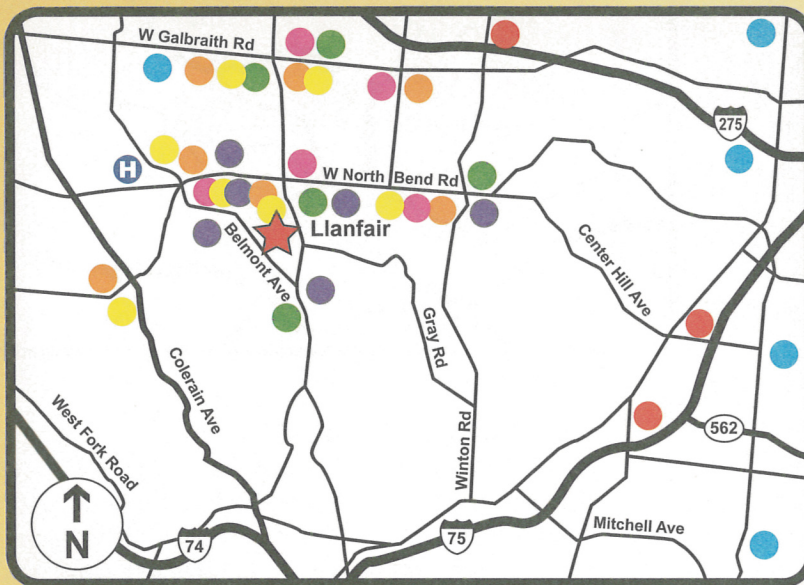 W Galbraith Rd
275
H
W North Bend Rd
Llanfair
Belmont Ave
Center Hill Ave
Gray Rd
Colerain Ave
West Fork Road
Winton Rd
562
N
74
75
Mitchell Ave